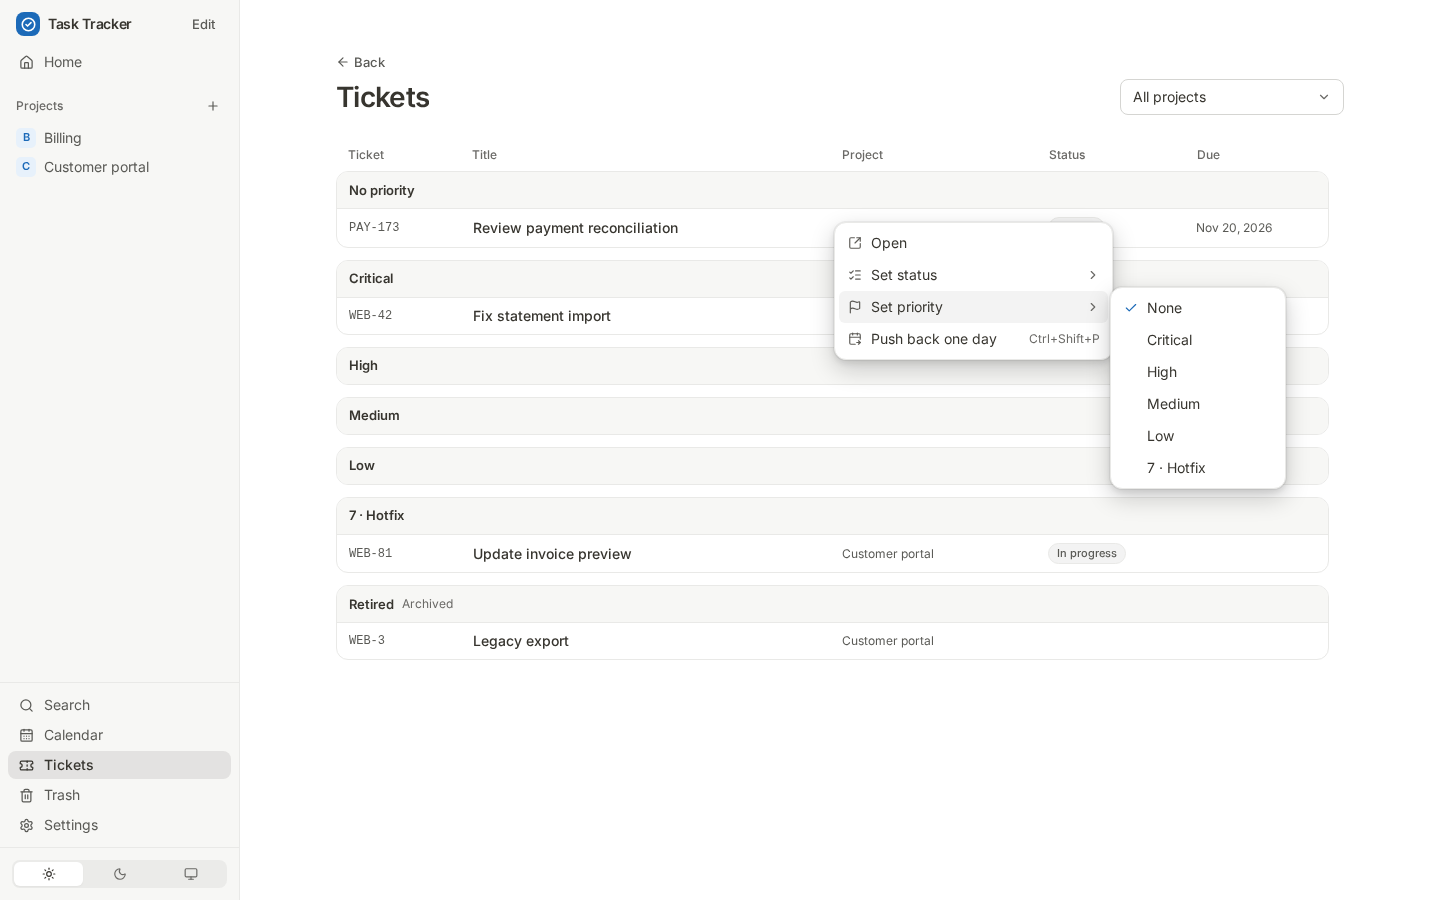 Task Tracker
Edit
Home
Projects
B Billing
C Customer portal
Search
Calendar
Tickets
Trash
Settings
Back
Tickets
All projects
Ticket Title Project Status Due
No priority
PAY-173 Review payment reconciliation Nov 20, 2026
Critical
WEB-42 Fix statement import
High
Medium
Low
7 · Hotfix
WEB-81 Update invoice preview Customer portal In progress
Retired Archived
WEB-3 Legacy export Customer portal
Open
Set status
Set priority
Push back one day Ctrl+Shift+P
None
Critical
High
Medium
Low
7 · Hotfix